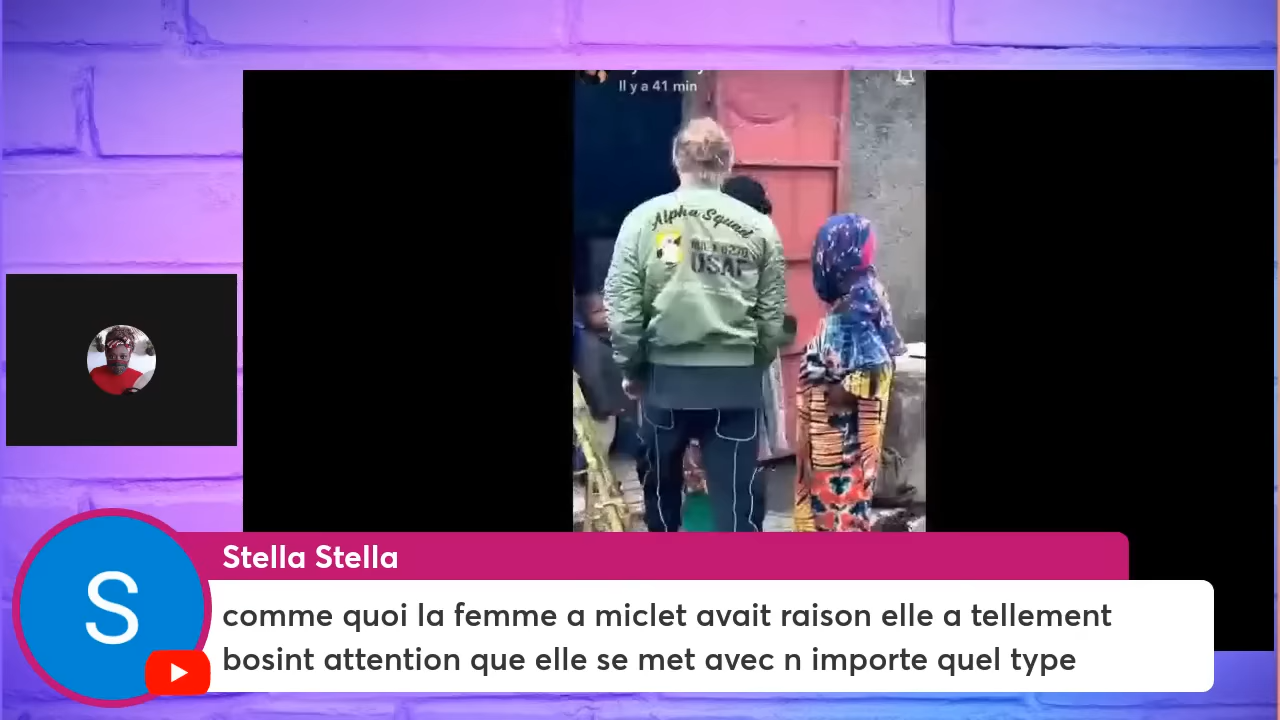 Il y a 41 min
Alpha Squad
USAF
S
Stella Stella
comme quoi la femme a miclet avait raison elle a tellement
bosint attention que elle se met avec n importe quel type